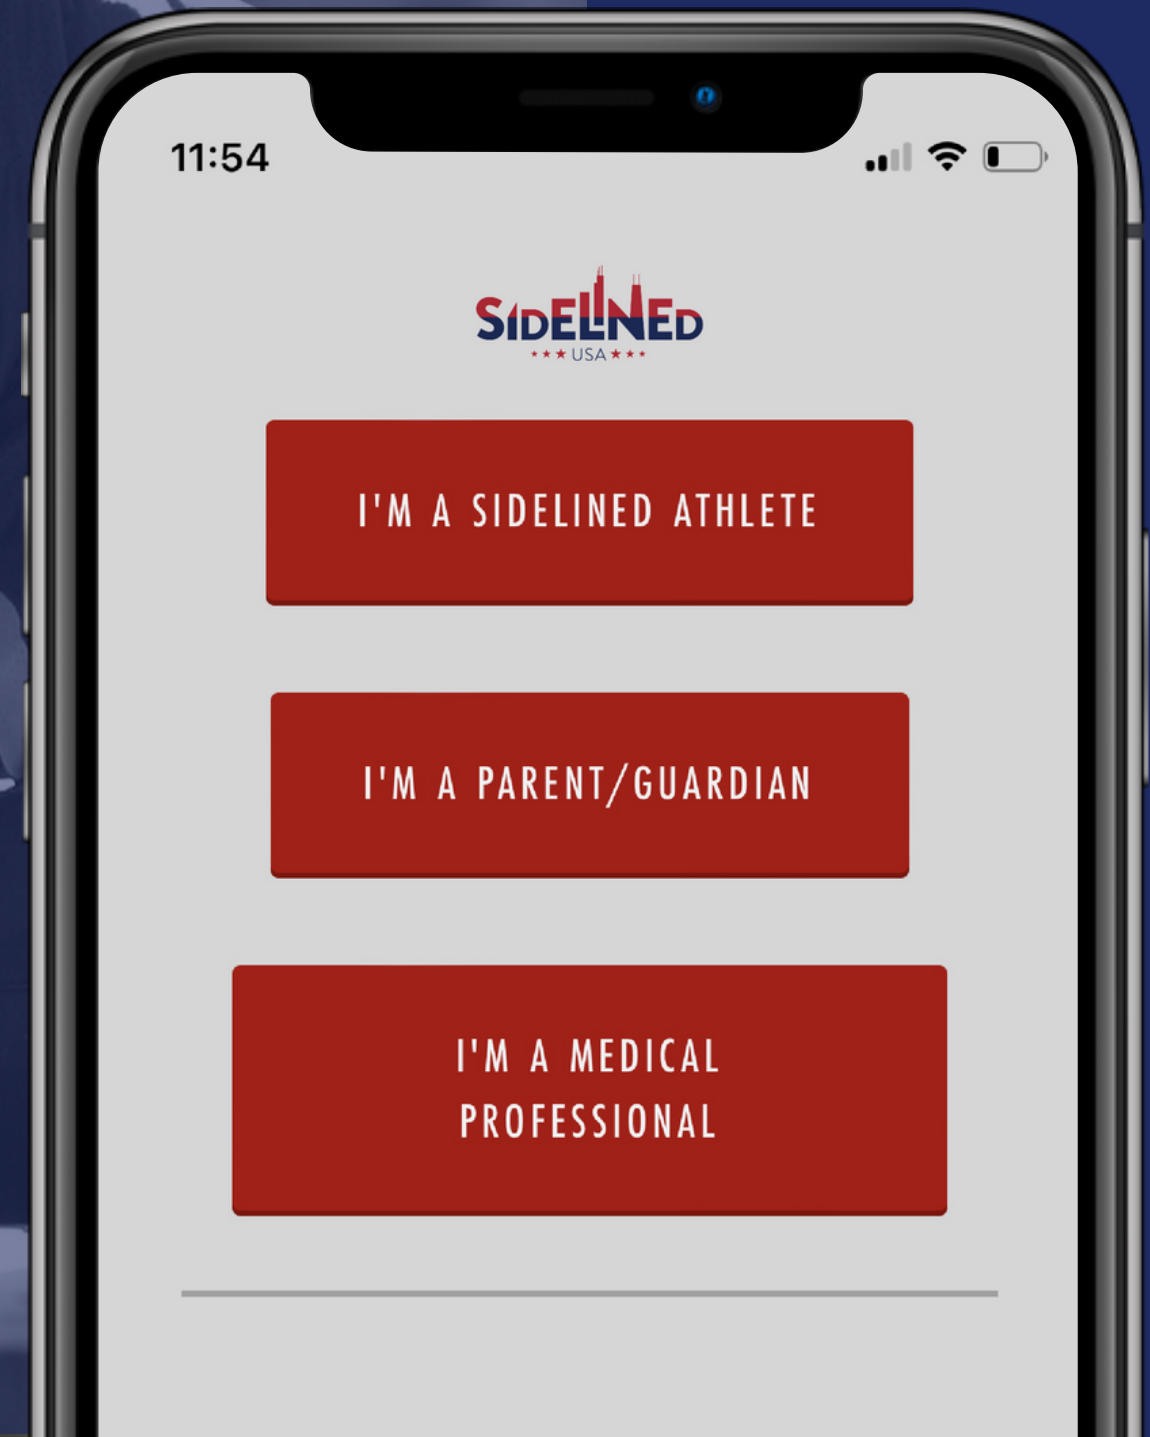 11:54
SIDELINED
USA
I'M A SIDELINED ATHLETE
I'M A PARENT/GUARDIAN
I'M A MEDICAL
PROFESSIONAL